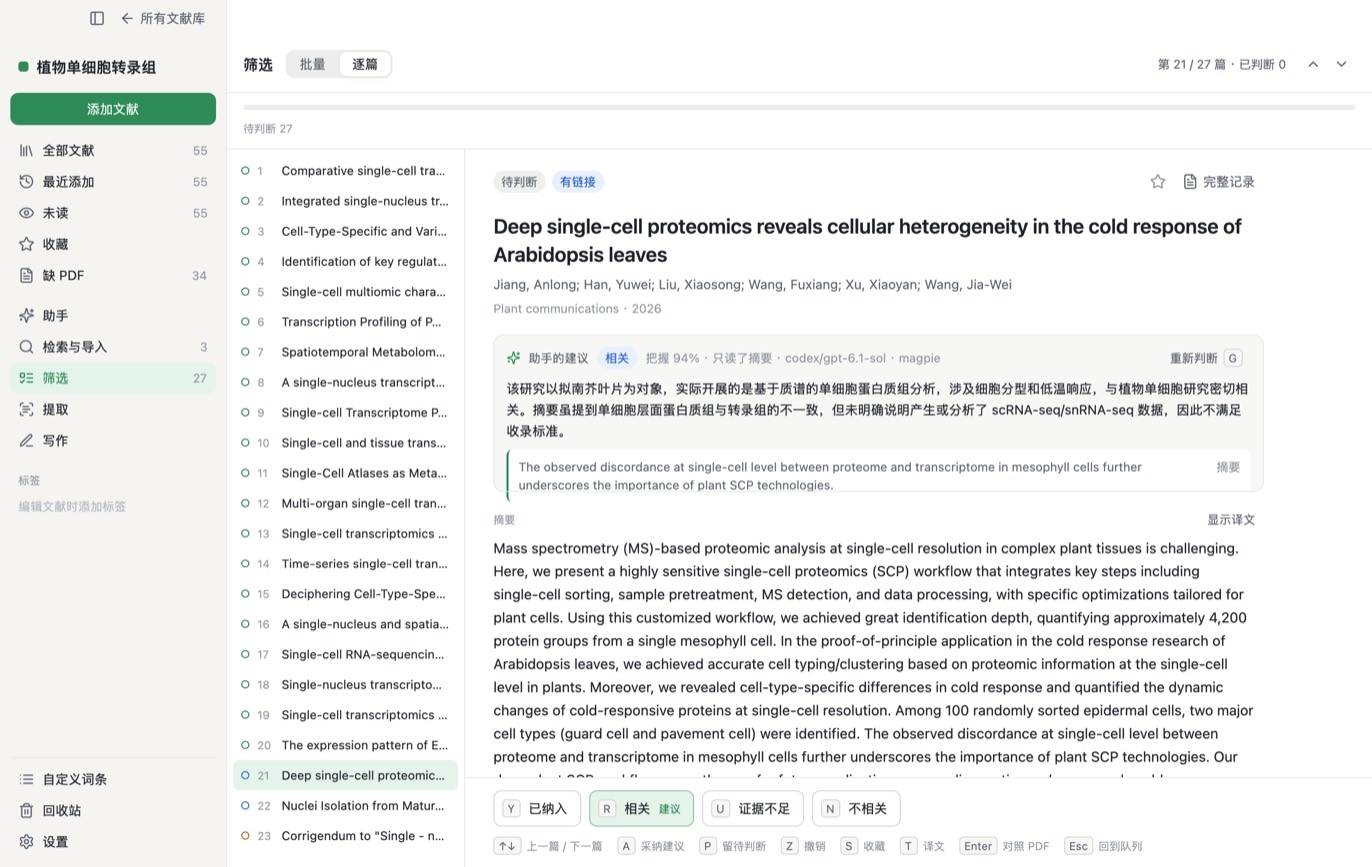 所有文献库
植物单细胞转录组
添加文献
全部文献 55
最近添加 55
未读 55
收藏
缺 PDF 34
助手
检索与导入 3
筛选 27
提取
写作
标签
编辑文献时添加标签
自定义词条
回收站
设置
筛选 批量 逐篇
第 21 / 27 篇 · 已判断 0
待判断 27
1 Comparative single-cell tra...
2 Integrated single-nucleus tr...
3 Cell-Type-Specific and Vari...
4 Identification of key regulat...
5 Single-cell multiomic chara...
6 Transcription Profiling of P...
7 Spatiotemporal Metabolom...
8 A single-nucleus transcript...
9 Single-cell Transcriptome P...
10 Single-cell and tissue trans...
11 Single-Cell Atlases as Meta...
12 Multi-organ single-cell tran...
13 Single-cell transcriptomics ...
14 Time-series single-cell tran...
15 Deciphering Cell-Type-Spe...
16 A single-nucleus and spatia...
17 Single-cell RNA-sequencin...
18 Single-nucleus transcripto...
19 Single-cell transcriptomics ...
20 The expression pattern of E...
21 Deep single-cell proteomic...
22 Nuclei Isolation from Matur...
23 Corrigendum to "Single - n...
待判断 有链接
完整记录
Deep single-cell proteomics reveals cellular heterogeneity in the cold response of
Arabidopsis leaves
Jiang, Anlong; Han, Yuwei; Liu, Xiaosong; Wang, Fuxiang; Xu, Xiaoyan; Wang, Jia-Wei
Plant communications · 2026
助手的建议 相关 把握 94% · 只读了摘要 · codex/gpt-6.1-sol · magpie 重新判断 G
该研究以拟南芥叶片为对象，实际开展的是基于质谱的单细胞蛋白质组分析，涉及细胞分型和低温响应，与植物单细胞研究密切相
关。摘要虽提到单细胞层面蛋白质组与转录组的不一致，但未明确说明产生或分析了 scRNA-seq/snRNA-seq 数据，因此不满足
收录标准。
The observed discordance at single-cell level between proteome and transcriptome in mesophyll cells further 摘要
underscores the importance of plant SCP technologies.
摘要 显示译文
Mass spectrometry (MS)-based proteomic analysis at single-cell resolution in complex plant tissues is challenging.
Here, we present a highly sensitive single-cell proteomics (SCP) workflow that integrates key steps including
single-cell sorting, sample pretreatment, MS detection, and data processing, with specific optimizations tailored for
plant cells. Using this customized workflow, we achieved great identification depth, quantifying approximately 4,200
protein groups from a single mesophyll cell. In the proof-of-principle application in the cold response research of
Arabidopsis leaves, we achieved accurate cell typing/clustering based on proteomic information at the single-cell
level in plants. Moreover, we revealed cell-type-specific differences in cold response and quantified the dynamic
changes of cold-responsive proteins at single-cell resolution. Among 100 randomly sorted epidermal cells, two major
cell types (guard cell and pavement cell) were identified. The observed discordance at single-cell level between
proteome and transcriptome in mesophyll cells further underscores the importance of plant SCP technologies. Our
Y 已纳入 R 相关 建议 U 证据不足 N 不相关
↑↓ 上一篇 / 下一篇 A 采纳建议 P 留待判断 Z 撤销 S 收藏 T 译文 Enter 对照 PDF Esc 回到队列